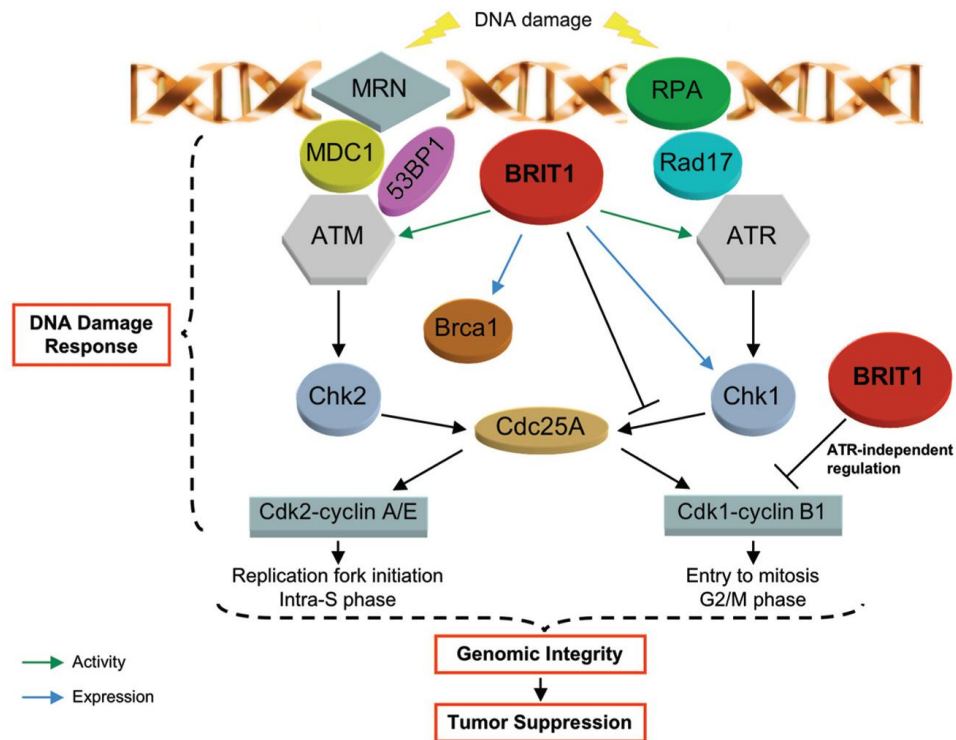 DNA damage
MRN
RPA
MDC1
53BP1
BRIT1
Rad17
ATM
ATR
DNA Damage
Response
Brca1
Chk2
Chk1
BRIT1
Cdc25A
ATR-independent
regulation
Cdk2-cyclin A/E
Cdk1-cyclin B1
Replication fork initiation
Intra-S phase
Entry to mitosis
G2/M phase
Genomic Integrity
Activity
Expression
Tumor Suppression